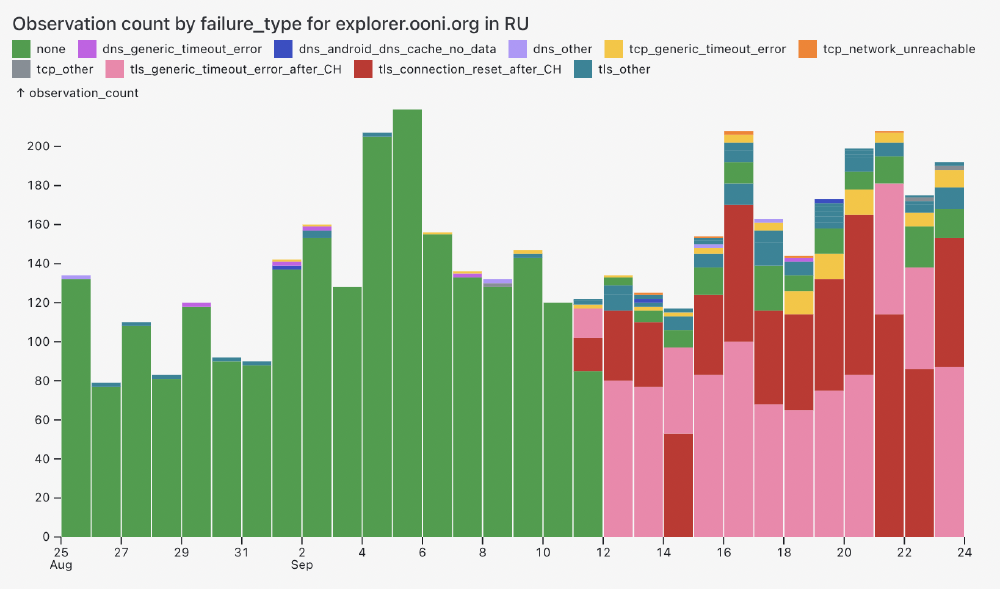 Observation count by failure_type for explorer.ooni.org in RU
none dns_generic_timeout_error dns_android_dns_cache_no_data dns_other tcp_generic_timeout_error tcp_network_unreachable
tcp_other tls_generic_timeout_error_after_CH tls_connection_reset_after_CH tls_other
↑ observation_count
200
180
160
140
120
100
80
60
40
20
0
25 27 29 31 2 4 6 8 10 12 14 16 18 20 22 24
Aug Sep